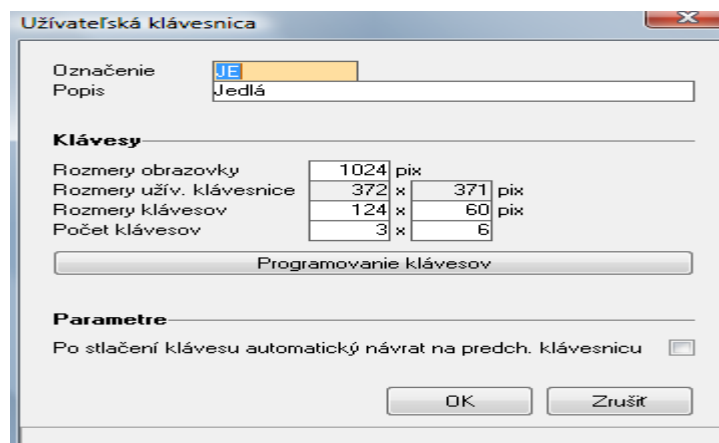 Užívateľská klávesnica
Označenie JE
Popis Jedlá
Klávesy
Rozmery obrazovky 1024 pix
Rozmery užív. klávesnice 372 x 371 pix
Rozmery klávesov 124 x 60 pix
Počet klávesov 3 x 6
Programovanie klávesov
Parametre
Po stlačení klávesu automatický návrat na predch. klávesnicu
OK Zrušiť